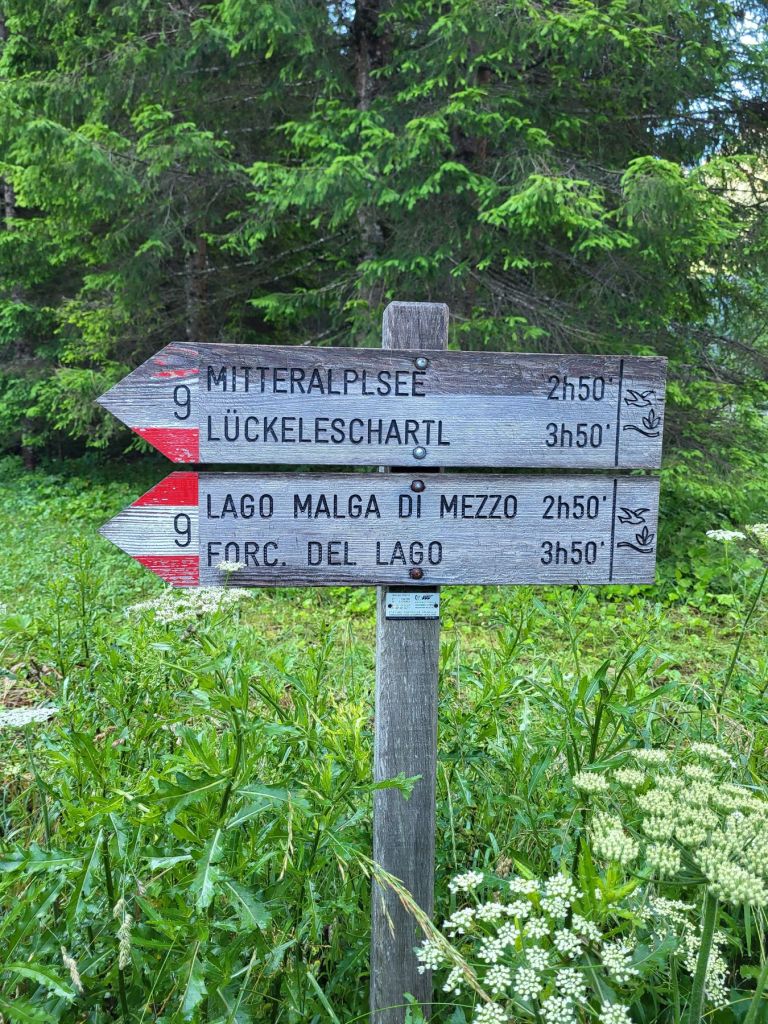 9
MITTERALPLSEE 2h50'
LÜCKELESCHARTL 3h50'
9
LAGO MALGA DI MEZZO 2h50'
FORC. DEL LAGO 3h50'